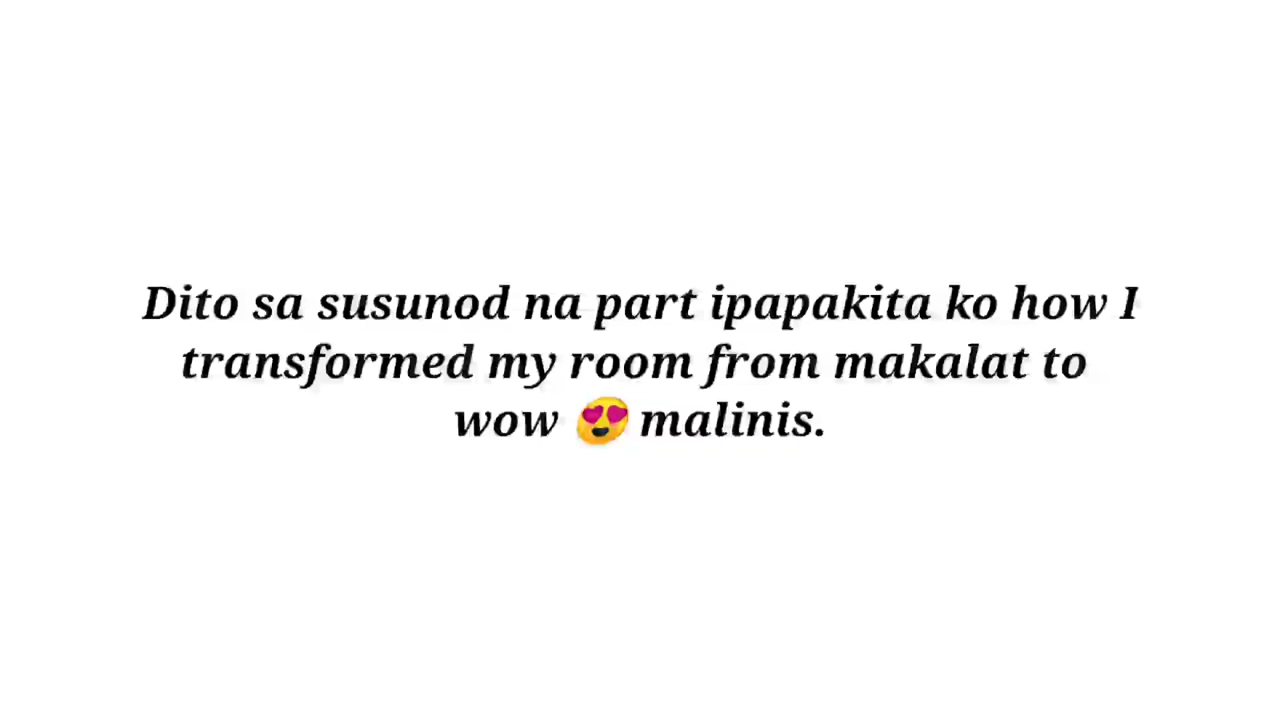 Dito sa susunod na part ipapakita ko how I
transformed my room from makalat to
wow 😍 malinis.